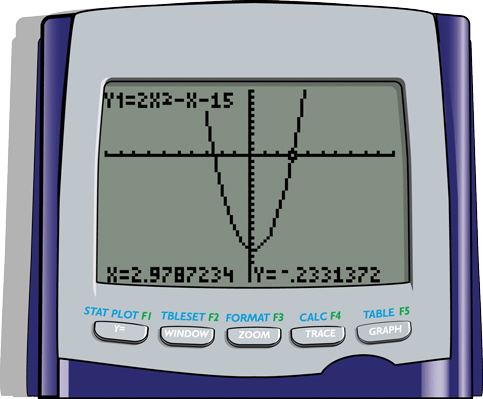 Y1=2X²-X-15
X=2.9787234 Y=-.2331372
STAT PLOT F1 TBLSET F2 FORMAT F3 CALC F4 TABLE F5
Y= WINDOW ZOOM TRACE GRAPH